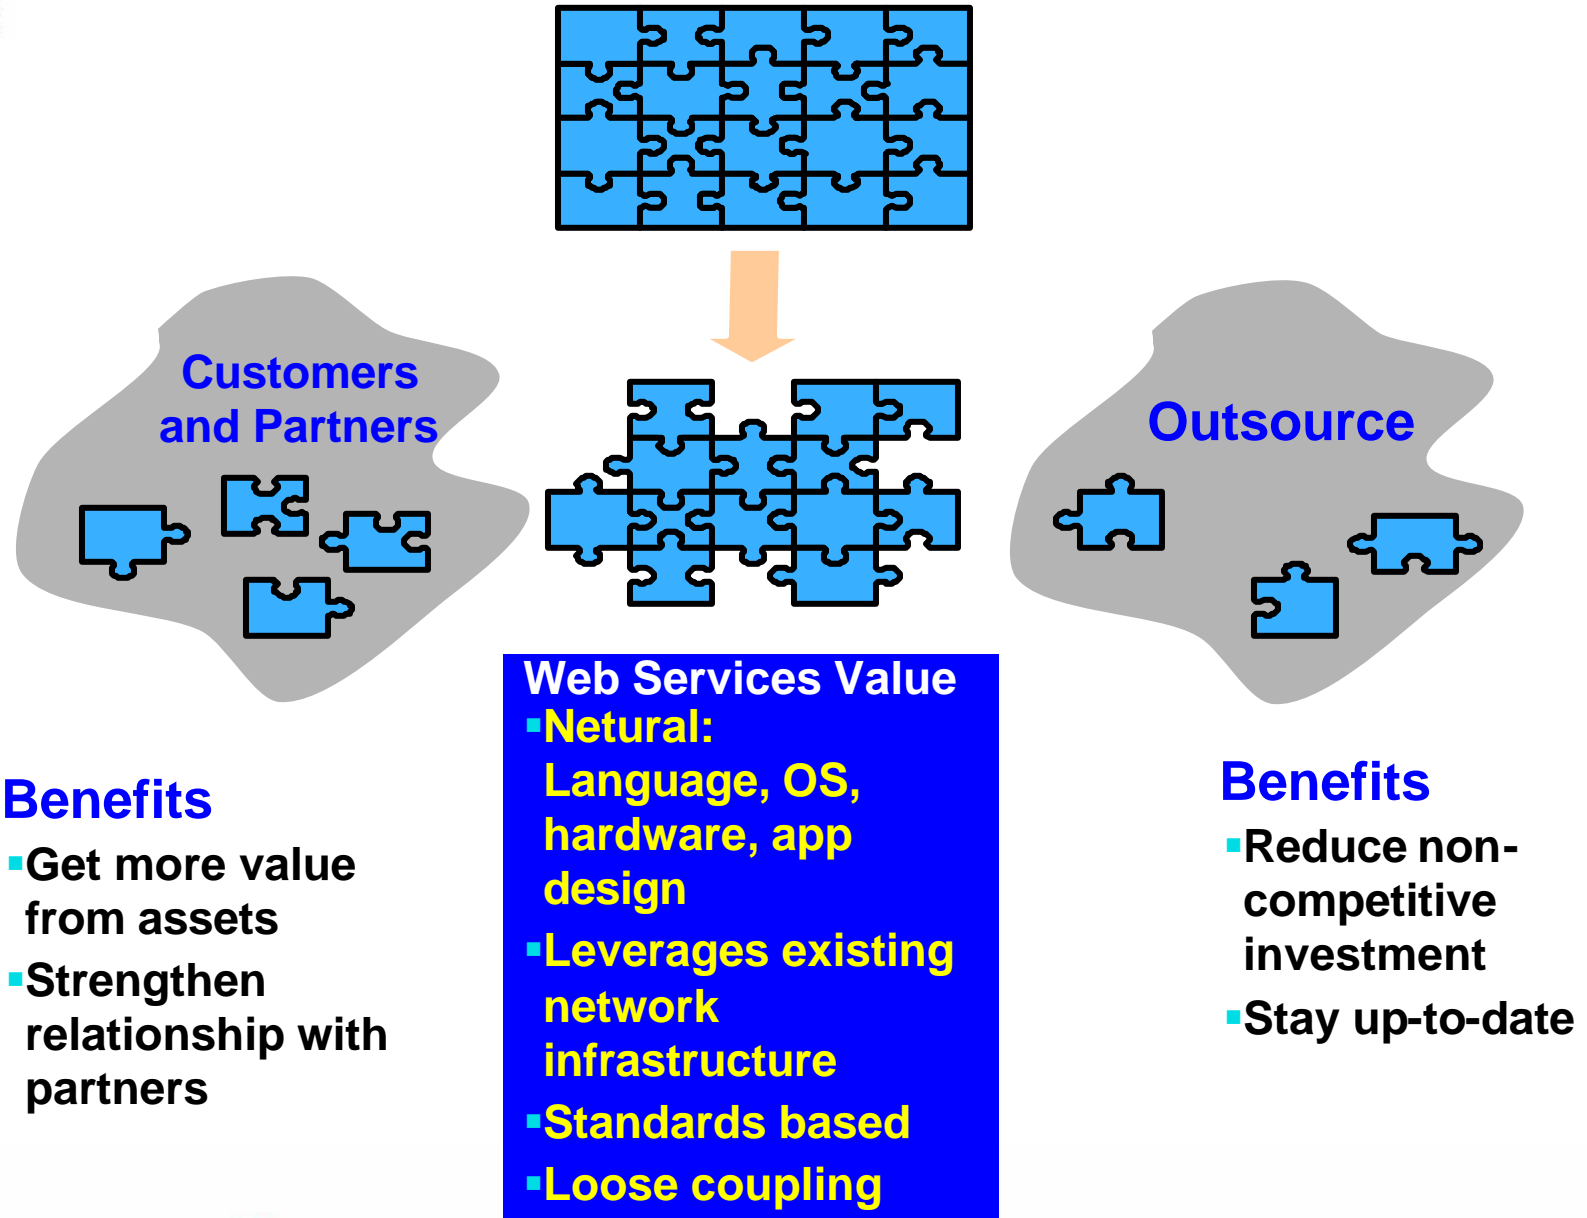 Customers
and Partners
Outsource
Benefits
▪Get more value
from assets
▪Strengthen
relationship with
partners
Web Services Value
▪Netural:
Language, OS,
hardware, app
design
▪Leverages existing
network
infrastructure
▪Standards based
▪Loose coupling
Benefits
▪Reduce non-
competitive
investment
▪Stay up-to-date